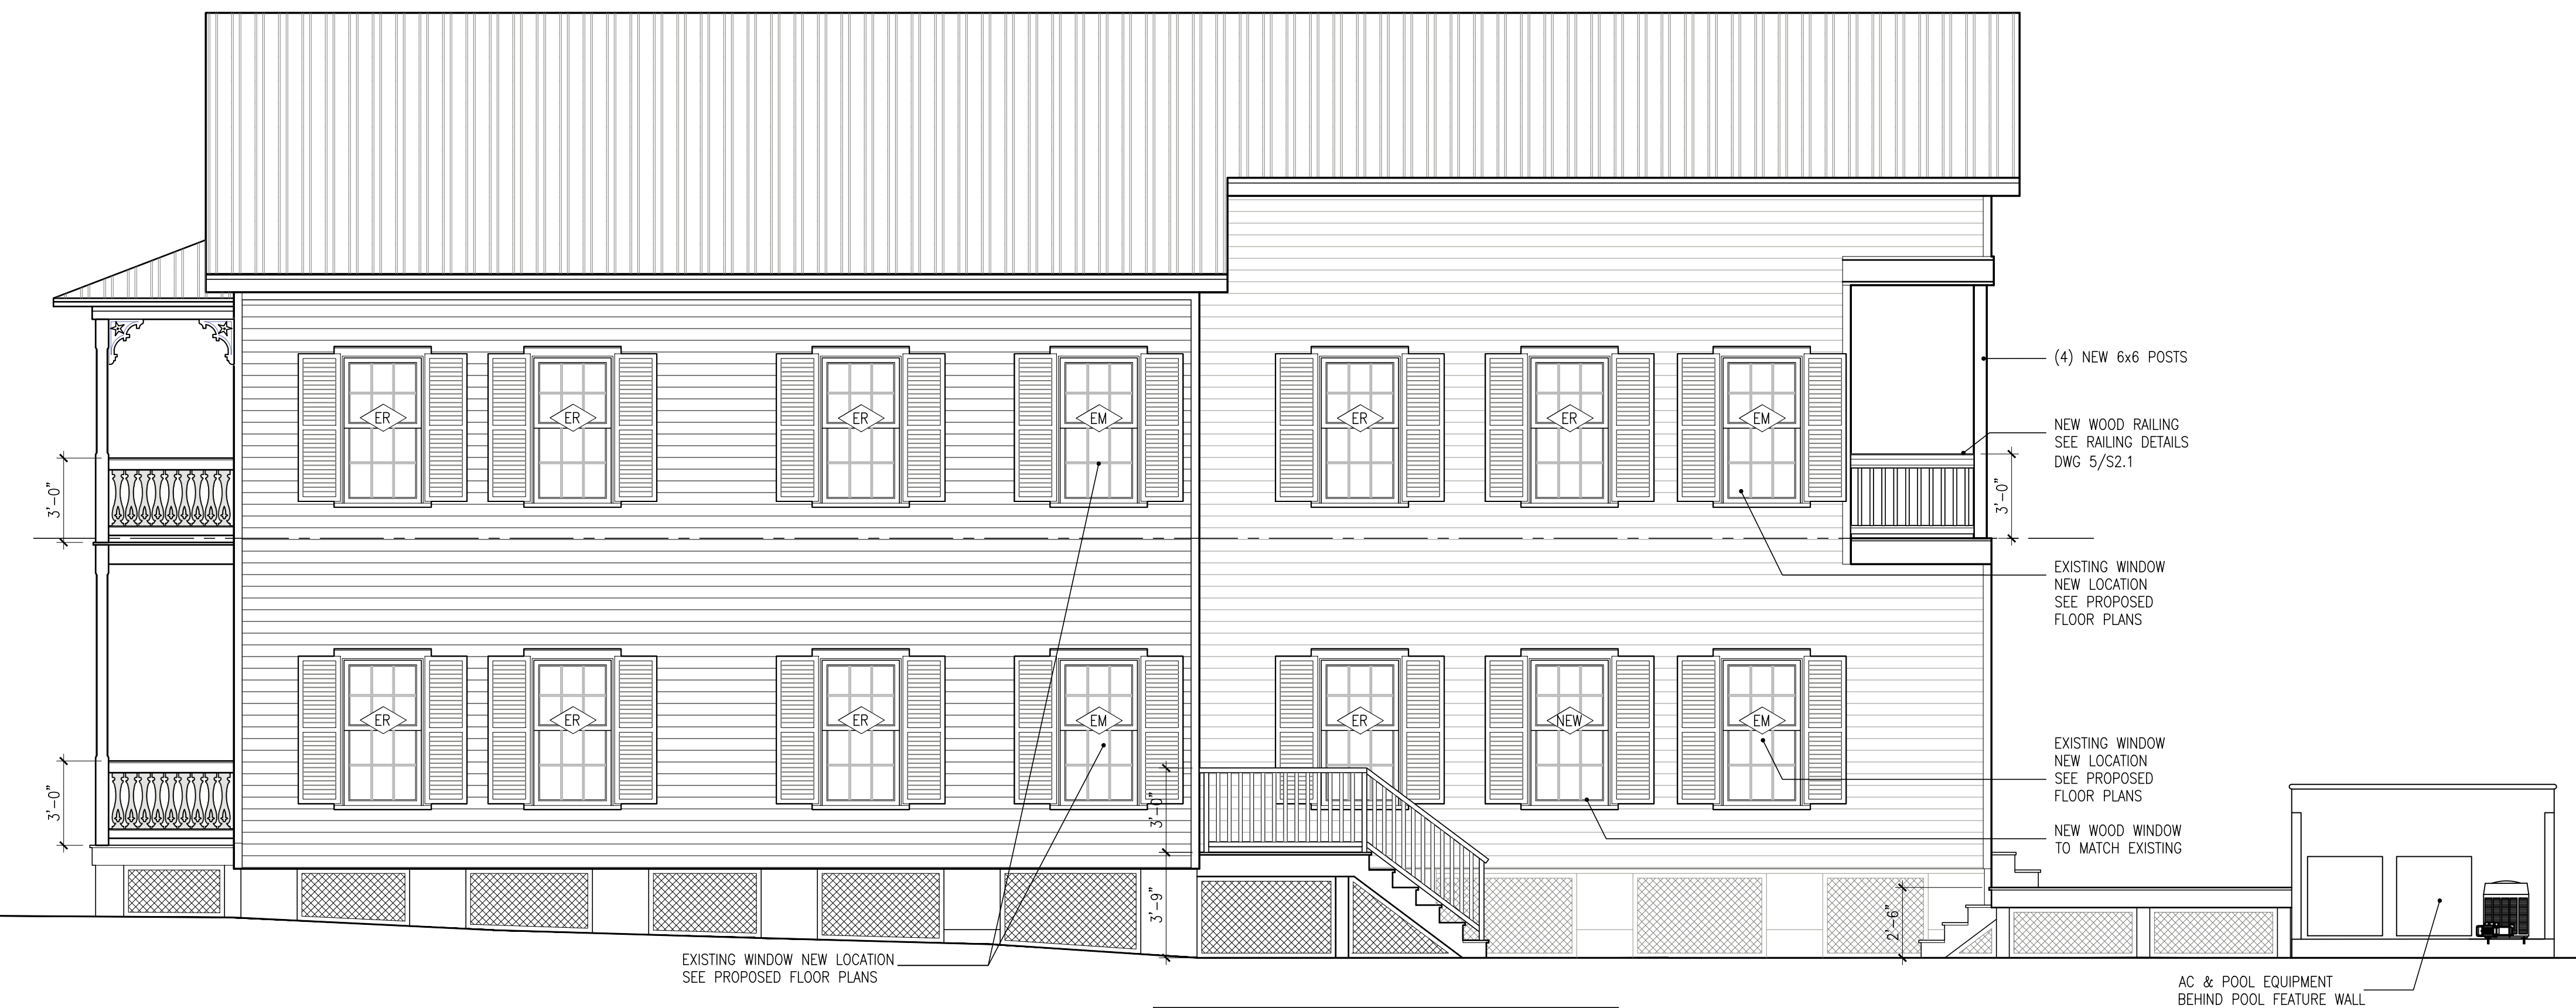 (4) NEW 6x6 POSTS
ER
ER
ER
EM
ER
ER
EM
NEW WOOD RAILING
SEE RAILING DETAILS
DWG 5/S2.1
3'-0"
3'-0"
EXISTING WINDOW
NEW LOCATION
SEE PROPOSED
FLOOR PLANS
ER
ER
ER
EM
ER
NEW
EM
EXISTING WINDOW
NEW LOCATION
SEE PROPOSED
FLOOR PLANS
3'-0"
3'-0"
NEW WOOD WINDOW
TO MATCH EXISTING
3'-9"
2'-6"
EXISTING WINDOW NEW LOCATION
SEE PROPOSED FLOOR PLANS
AC & POOL EQUIPMENT
BEHIND POOL FEATURE WALL